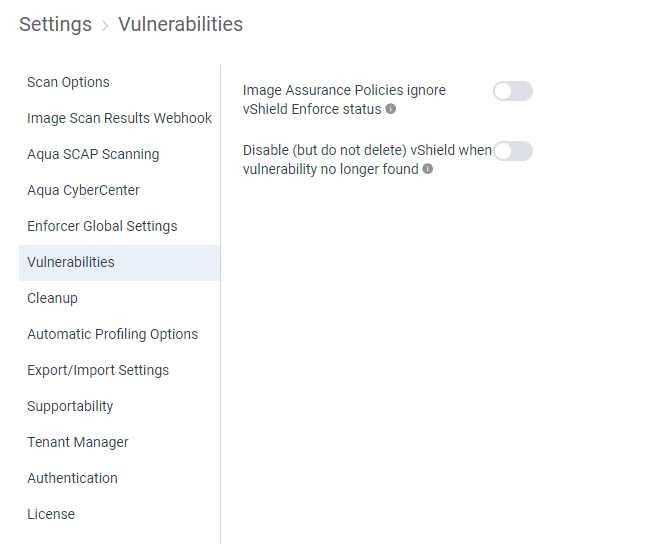 Settings > Vulnerabilities
Scan Options
Image Scan Results Webhook
Aqua SCAP Scanning
Aqua CyberCenter
Enforcer Global Settings
Vulnerabilities
Cleanup
Automatic Profiling Options
Export/Import Settings
Supportability
Tenant Manager
Authentication
License
Image Assurance Policies ignore
vShield Enforce status
Disable (but do not delete) vShield when
vulnerability no longer found